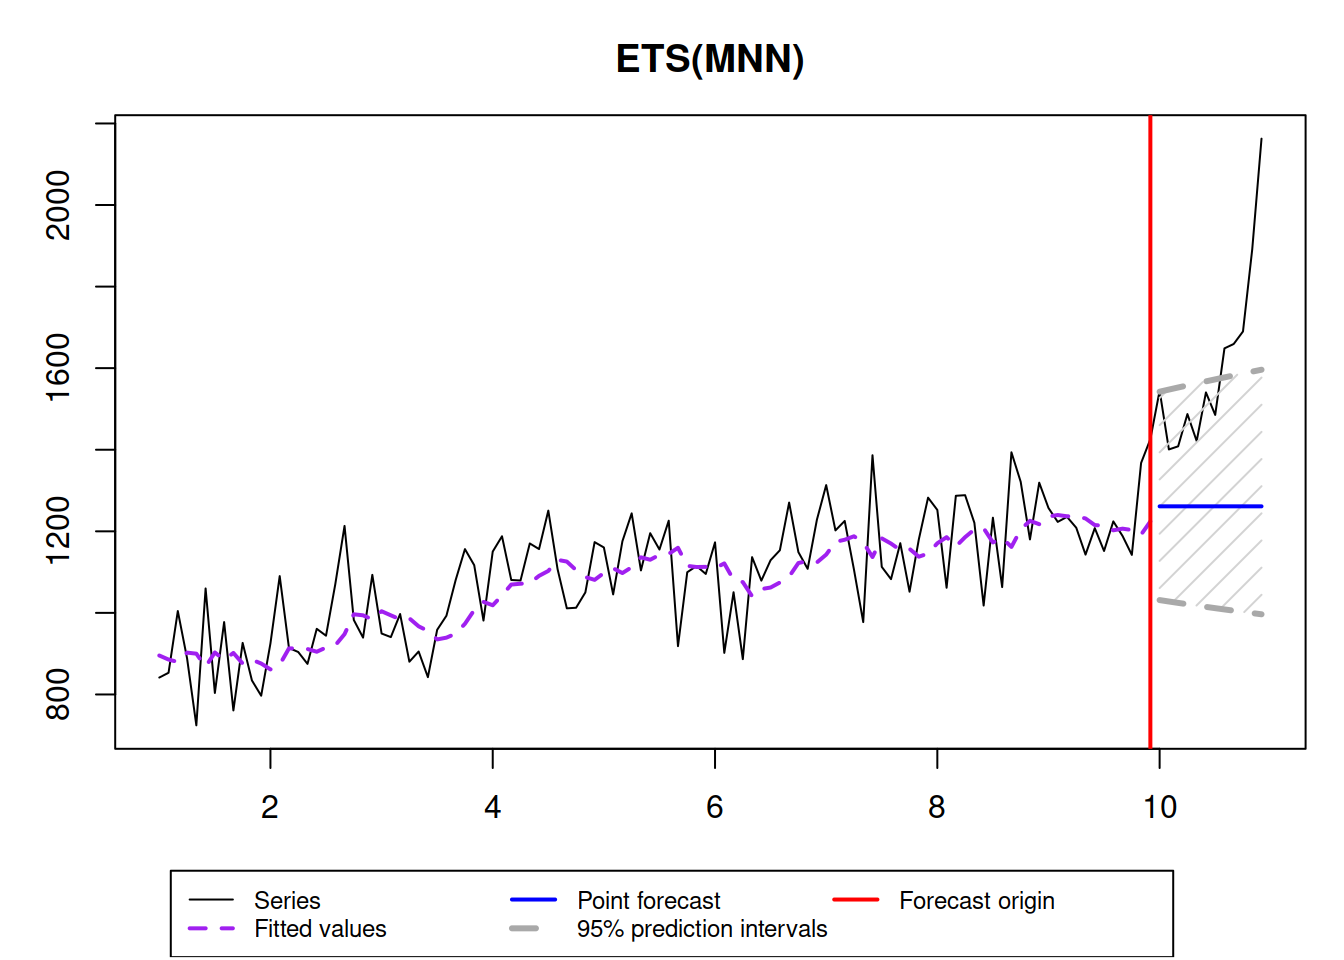 ETS(MNN)
2000
1600
1200
800
2 4 6 8 10
Series Point forecast Forecast origin
Fitted values 95% prediction intervals